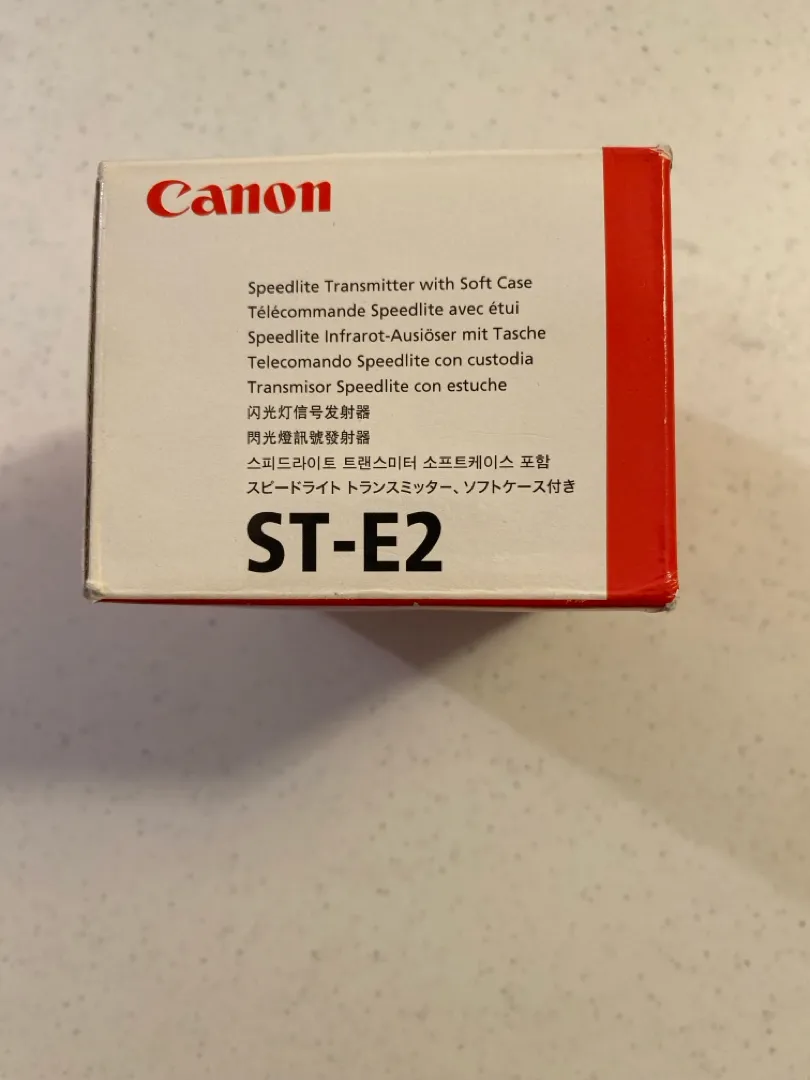 Canon
Speedlite Transmitter with Soft Case
Télécommande Speedlite avec étui
Speedlite Infrarot-Ausiöser mit Tasche
Telecomando Speedlite con custodia
Transmisor Speedlite con estuche
闪光灯信号发射器
閃光燈訊號發射器
스피드라이트 트랜스미터 소프트케이스 포함
スピードライト トランスミッター、ソフトケース付き
ST-E2